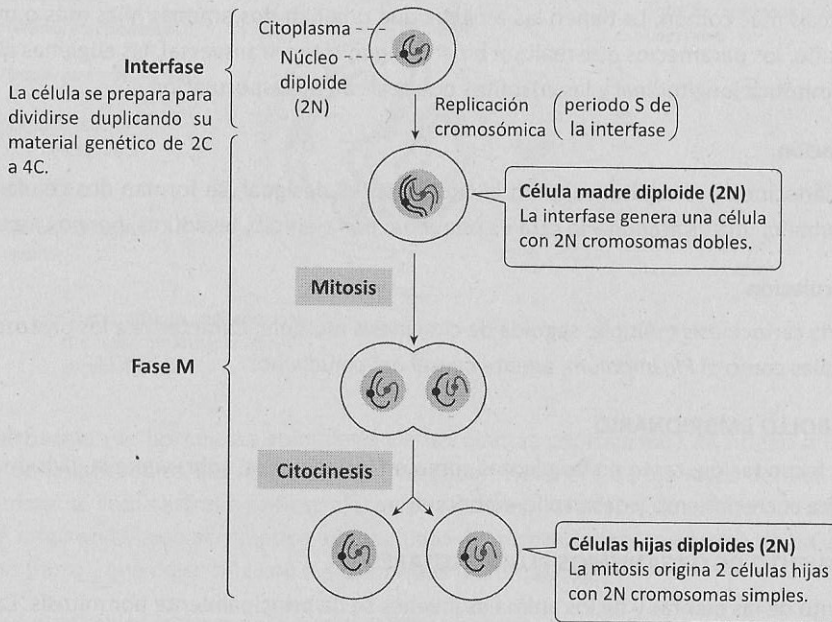 Citoplasma
Núcleo
diploide
(2N)
Interfase
La célula se prepara para
dividirse duplicando su
material genético de 2C
a 4C.
Replicación
cromosómica
(periodo S de
la interfase)
Célula madre diploide (2N)
La interfase genera una célula
con 2N cromosomas dobles.
Mitosis
Fase M
Citocinesis
Células hijas diploides (2N)
La mitosis origina 2 células hijas
con 2N cromosomas simples.